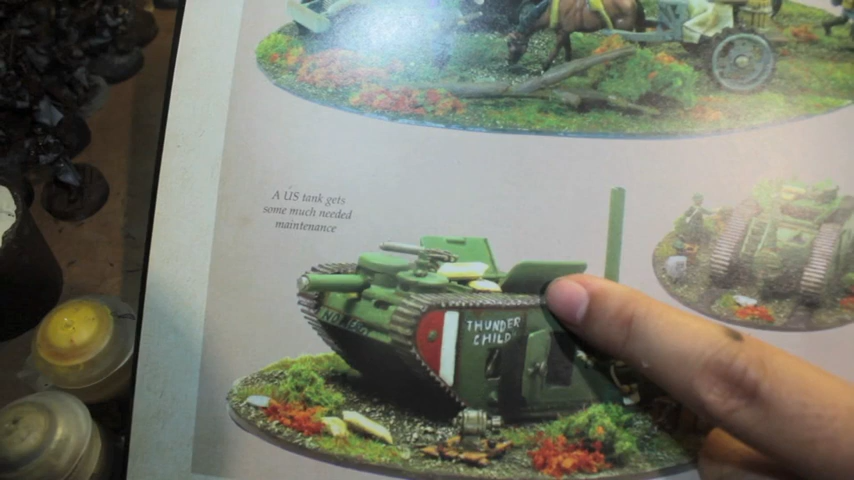 A US tank gets
some much needed
maintenance
THUNDER
CHILD